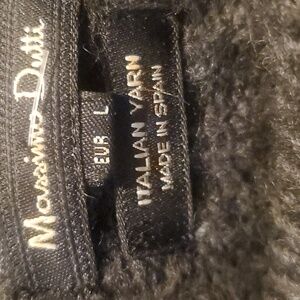 Massimo Dutti
EUR L
ITALIAN YARN
MADE IN SPAIN